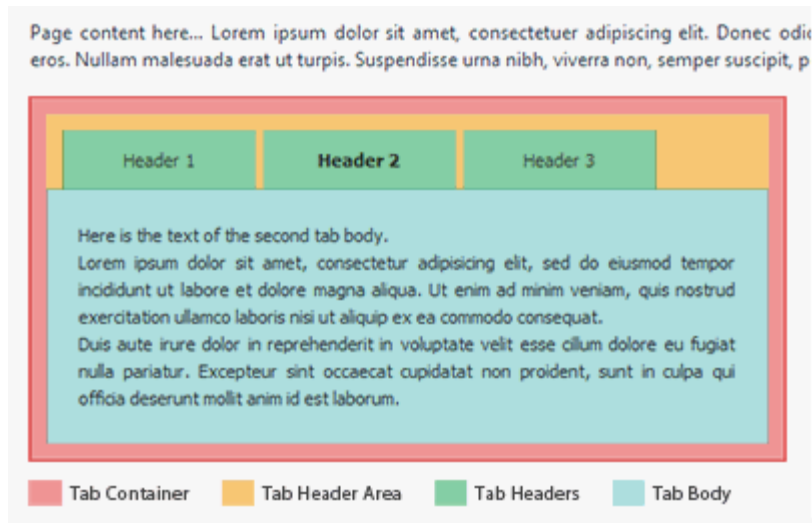 Page content here... Lorem ipsum dolor sit amet, consectetuer adipiscing elit. Donec odio
eros. Nullam malesuada erat ut turpis. Suspendisse urna nibh, viverra non, semper suscipit, p
Header 1 Header 2 Header 3
Here is the text of the second tab body.
Lorem ipsum dolor sit amet, consectetur adipisicing elit, sed do eiusmod tempor
incididunt ut labore et dolore magna aliqua. Ut enim ad minim veniam, quis nostrud
exercitation ullamco laboris nisi ut aliquip ex ea commodo consequat.
Duis aute irure dolor in reprehenderit in voluptate velit esse cillum dolore eu fugiat
nulla pariatur. Excepteur sint occaecat cupidatat non proident, sunt in culpa qui
officia deserunt mollit anim id est laborum.
Tab Container Tab Header Area Tab Headers Tab Body